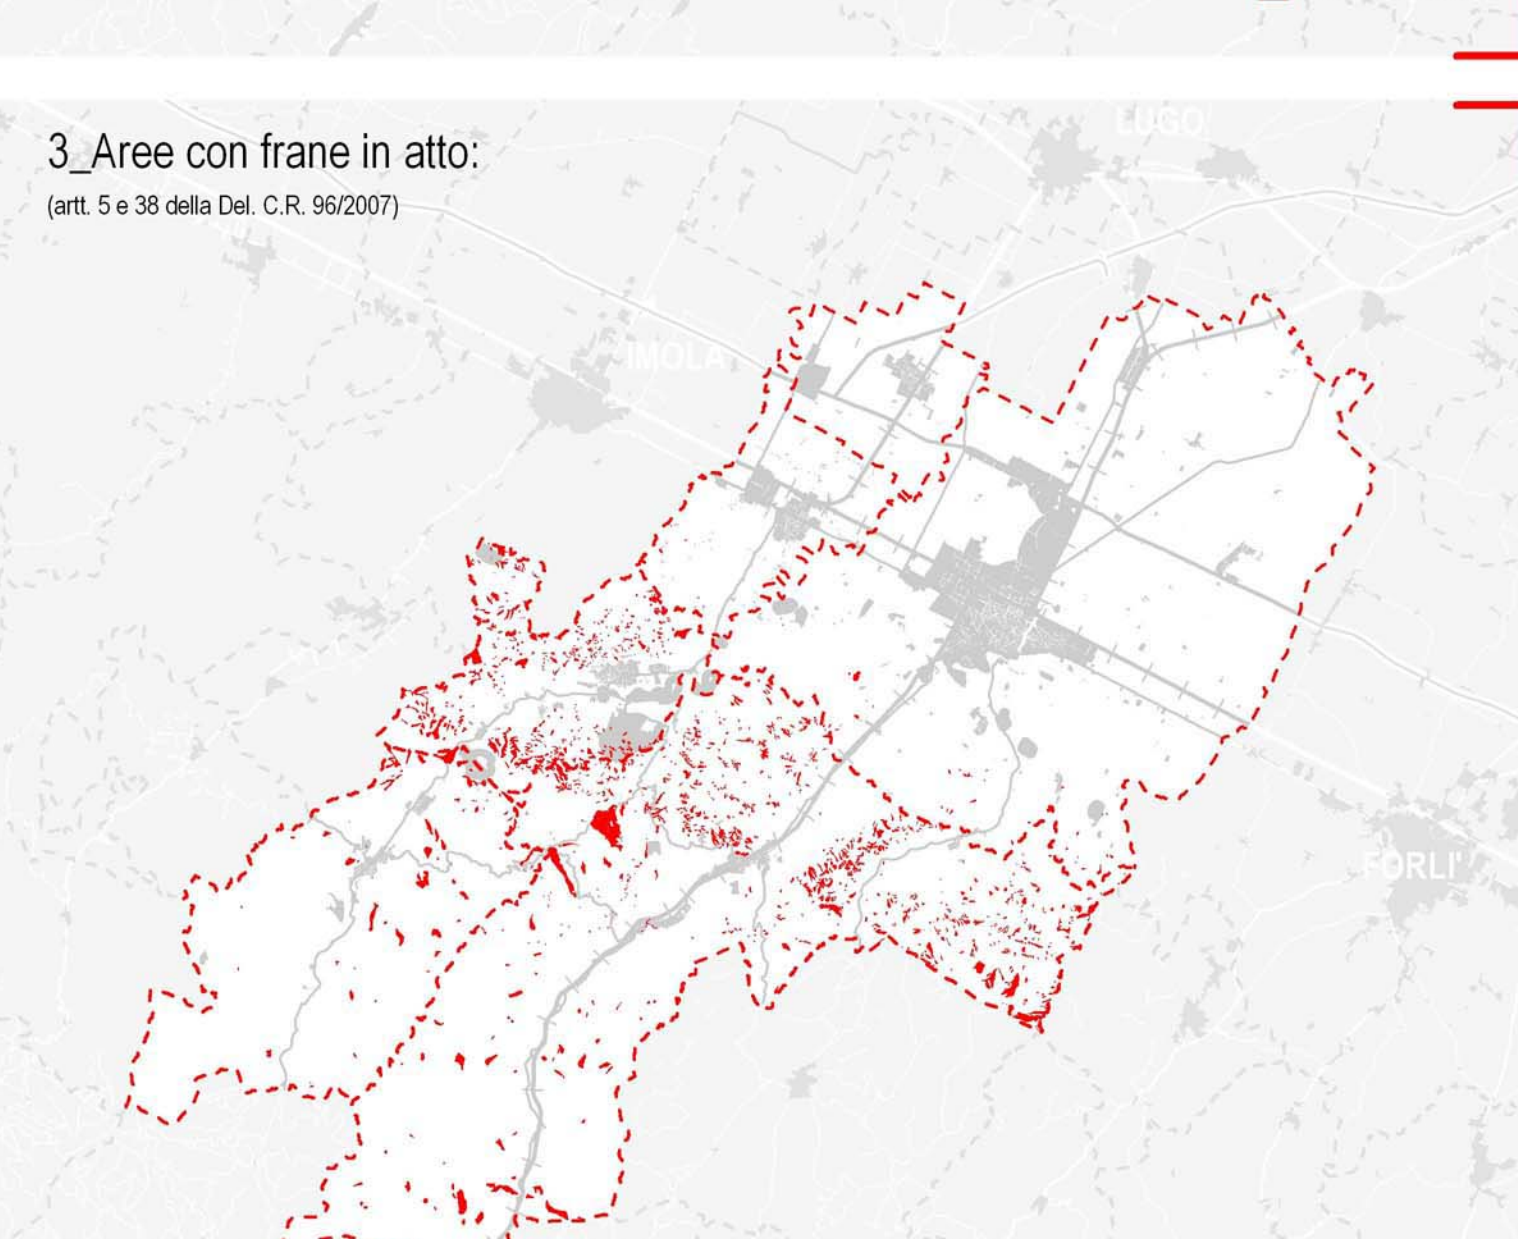 LUGO
3_Aree con frane in atto:
(artt. 5 e 38 della Del. C.R. 96/2007)
IMOLA
FORLI'